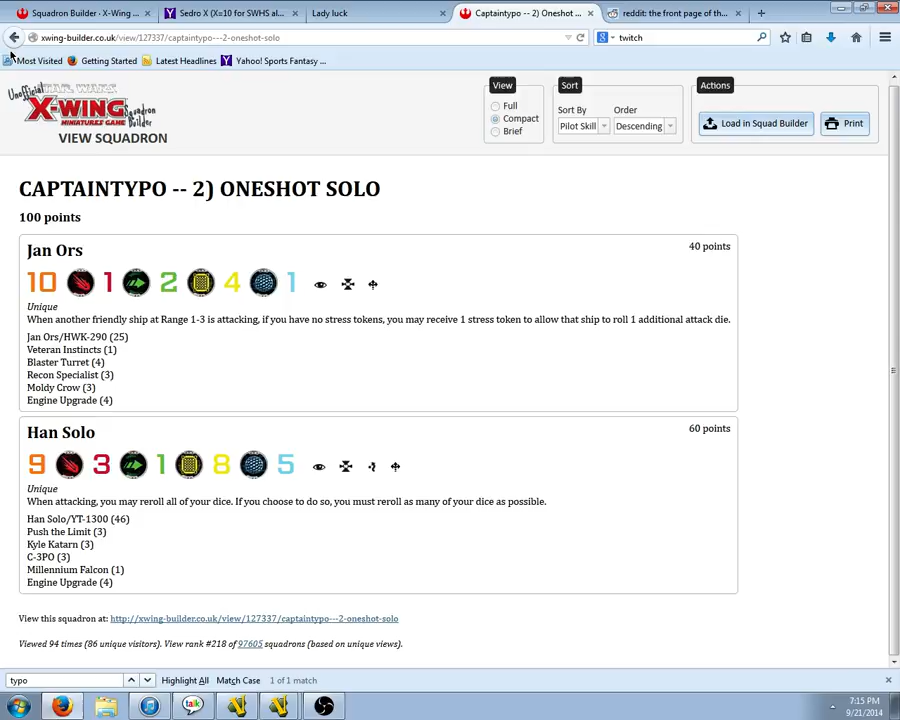 Squadron Builder - X-Wing ...
Sedro X (X=10 for SWHS al...
Lady luck
Captaintypo -- 2) Oneshot ...
reddit: the front page of th...
xwing-builder.co.uk/view/127337/captaintypo---2-oneshot-solo
twitch
Most Visited
Getting Started
Latest Headlines
Yahoo! Sports Fantasy ...
Unofficial STAR WARS
X-WING
MINIATURES GAME
Squadron Builder
VIEW SQUADRON
View
Full
Compact
Brief
Sort
Sort By
Order
Pilot Skill
Descending
Actions
Load in Squad Builder
Print
CAPTAINTYPO -- 2) ONESHOT SOLO
100 points
Jan Ors
40 points
10 1 2 4 1
Unique
When another friendly ship at Range 1-3 is attacking, if you have no stress tokens, you may receive 1 stress token to allow that ship to roll 1 additional attack die.
Jan Ors/HWK-290 (25)
Veteran Instincts (1)
Blaster Turret (4)
Recon Specialist (3)
Moldy Crow (3)
Engine Upgrade (4)
Han Solo
60 points
9 3 1 8 5
Unique
When attacking, you may reroll all of your dice. If you choose to do so, you must reroll as many of your dice as possible.
Han Solo/YT-1300 (46)
Push the Limit (3)
Kyle Katarn (3)
C-3PO (3)
Millennium Falcon (1)
Engine Upgrade (4)
View this squadron at: http://xwing-builder.co.uk/view/127337/captaintypo---2-oneshot-solo
Viewed 94 times (86 unique visitors). View rank #218 of 97605 squadrons (based on unique views).
typo
Highlight All
Match Case
1 of 1 match
talk
7:15 PM
9/21/2014